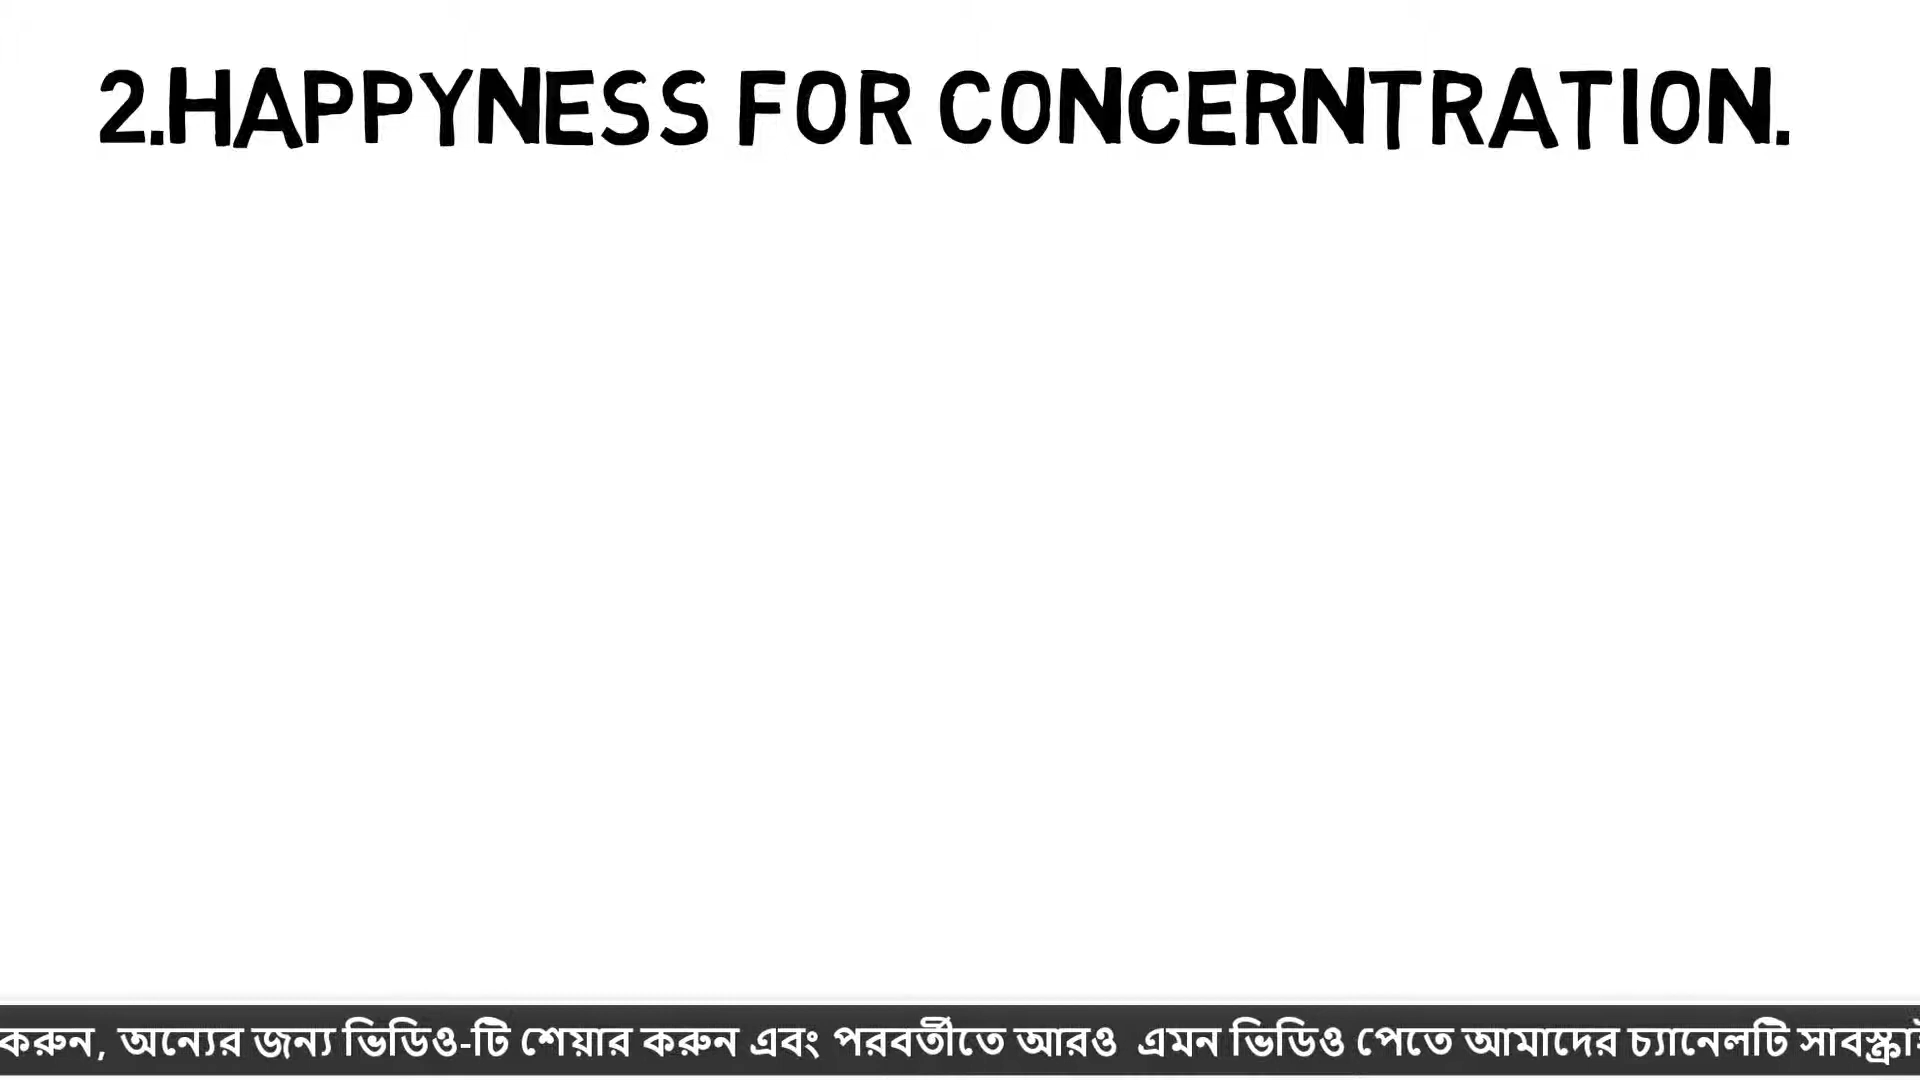 2.HAPPYNESS FOR CONCERNTRATION.
করুন, অন্যের জন্য ভিডিও-টি শেয়ার করুন এবং পরবর্তীতে আরও এমন ভিডিও পেতে আমাদের চ্যানেলটি